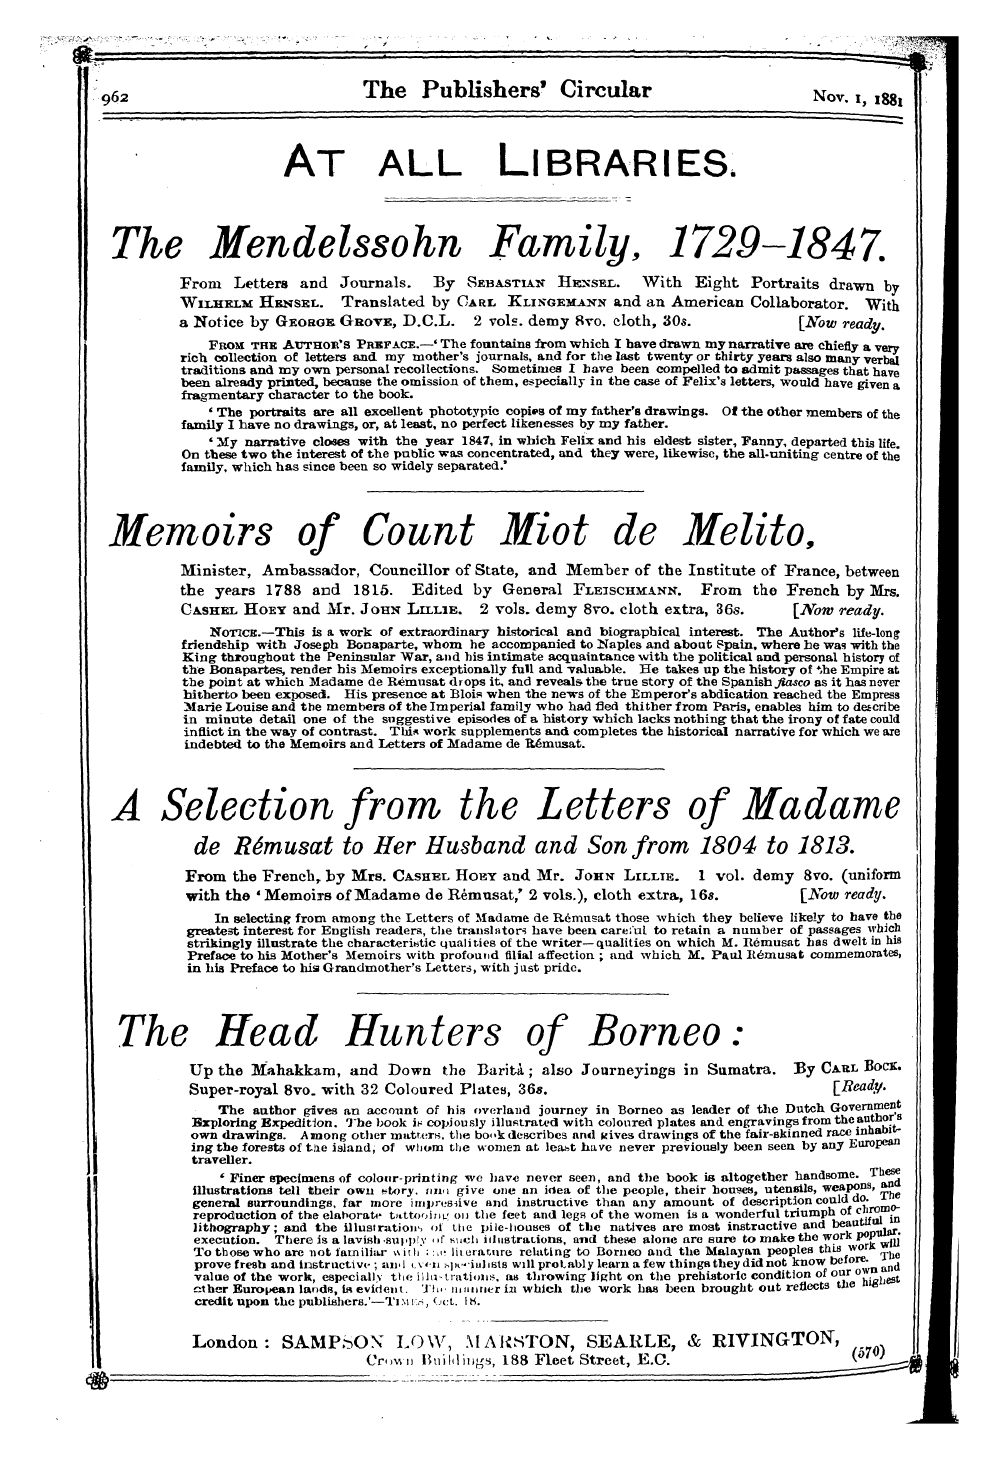 962 The Publishers' Circular Nov. 1, 1881
AT ALL LIBRARIES.
The Mendelssohn Family, 1729–1847.
From Letters and Journals. By SEBASTIAN HENSEL. With Eight Portraits drawn by
WILHELM HENSEL. Translated by CARL KLINGEMANN and an American Collaborator. With
a Notice by GEORGE GROVE, D.C.L. 2 vols. demy 8vo. cloth, 30s. [Now ready.
FROM THE AUTHOR'S PREFACE.—'The fountains from which I have drawn my narrative are chiefly a very
rich collection of letters and my mother's journals, and for the last twenty or thirty years also many verbal
traditions and my own personal recollections. Sometimes I have been compelled to admit passages that have
been already printed, because the omission of them, especially in the case of Felix's letters, would have given a
fragmentary character to the book.
'The portraits are all excellent phototypic copies of my father's drawings. Of the other members of the
family I have no drawings, or, at least, no perfect likenesses by my father.
'My narrative closes with the year 1847, in which Felix and his eldest sister, Fanny, departed this life.
On these two the interest of the public was concentrated, and they were, likewise, the all-uniting centre of the
family, which has since been so widely separated.'
Memoirs of Count Miot de Melito,
Minister, Ambassador, Councillor of State, and Member of the Institute of France, between
the years 1788 and 1815. Edited by General FLEISCHMANN. From the French by Mrs.
CASHEL HOEY and Mr. JOHN LILLIE. 2 vols. demy 8vo. cloth extra, 36s. [Now ready.
NOTICE.—This is a work of extraordinary historical and biographical interest. The Author's life-long
friendship with Joseph Bonaparte, whom he accompanied to Naples and about Spain, where he was with the
King throughout the Peninsular War, and his intimate acquaintance with the political and personal history of
the Bonapartes, render his Memoirs exceptionally full and valuable. He takes up the history of the Empire at
the point at which Madame de Rémusat drops it, and reveals the true story of the Spanish fiasco as it has never
hitherto been exposed. His presence at Blois when the news of the Emperor's abdication reached the Empress
Marie Louise and the members of the Imperial family who had fled thither from Paris, enables him to describe
in minute detail one of the suggestive episodes of a history which lacks nothing that the irony of fate could
inflict in the way of contrast. This work supplements and completes the historical narrative for which we are
indebted to the Memoirs and Letters of Madame de Rémusat.
A Selection from the Letters of Madame
de Rémusat to Her Husband and Son from 1804 to 1813.
From the French, by Mrs. CASHEL HOEY and Mr. JOHN LILLIE. 1 vol. demy 8vo. (uniform
with the 'Memoirs of Madame de Rémusat,' 2 vols.), cloth extra, 16s. [Now ready.
In selecting from among the Letters of Madame de Rémusat those which they believe likely to have the
greatest interest for English readers, the translators have been careful to retain a number of passages which
strikingly illustrate the characteristic qualities of the writer—qualities on which M. Rémusat has dwelt in his
Preface to his Mother's Memoirs with profound filial affection; and which M. Paul Rémusat commemorates,
in his Preface to his Grandmother's Letters, with just pride.
The Head Hunters of Borneo:
Up the Mahakkam, and Down the Barità; also Journeyings in Sumatra. By CARL BOCK.
Super-royal 8vo. with 32 Coloured Plates, 36s. [Ready.
The author gives an account of his overland journey in Borneo as leader of the Dutch Government
Exploring Expedition. The book is copiously illustrated with coloured plates and engravings from the author's
own drawings. Among other matters, the book describes and gives drawings of the fair-skinned race inhabit-
ing the forests of the island, of whom the women at least have never previously been seen by any European
traveller.
'Finer specimens of colour-printing we have never seen, and the book is altogether handsome. These
illustrations tell their own story, and give one an idea of the people, their houses, utensils, weapons, and
general surroundings, far more impressive and instructive than any amount of description could do. The
reproduction of the elaborate tattooing on the feet and legs of the women is a wonderful triumph of chromo-
lithography; and the illustrations of the pile-houses of the natives are most instructive and beautiful in
execution. There is a lavish supply of such illustrations, and these alone are sure to make the work popular.
To those who are not familiar with the literature relating to Borneo and the Malayan peoples this work will
prove fresh and instructive; and even specialists will probably learn a few things they did not know before. The
value of the work, especially the illustrations, as throwing light on the prehistoric condition of our own and
other European lands, is evident. The manner in which the work has been brought out reflects the highest
credit upon the publishers.'—TIMES, Oct. 18.
London: SAMPSON LOW, MARSTON, SEARLE, & RIVINGTON,
Crown Buildings, 188 Fleet Street, E.C. (570)